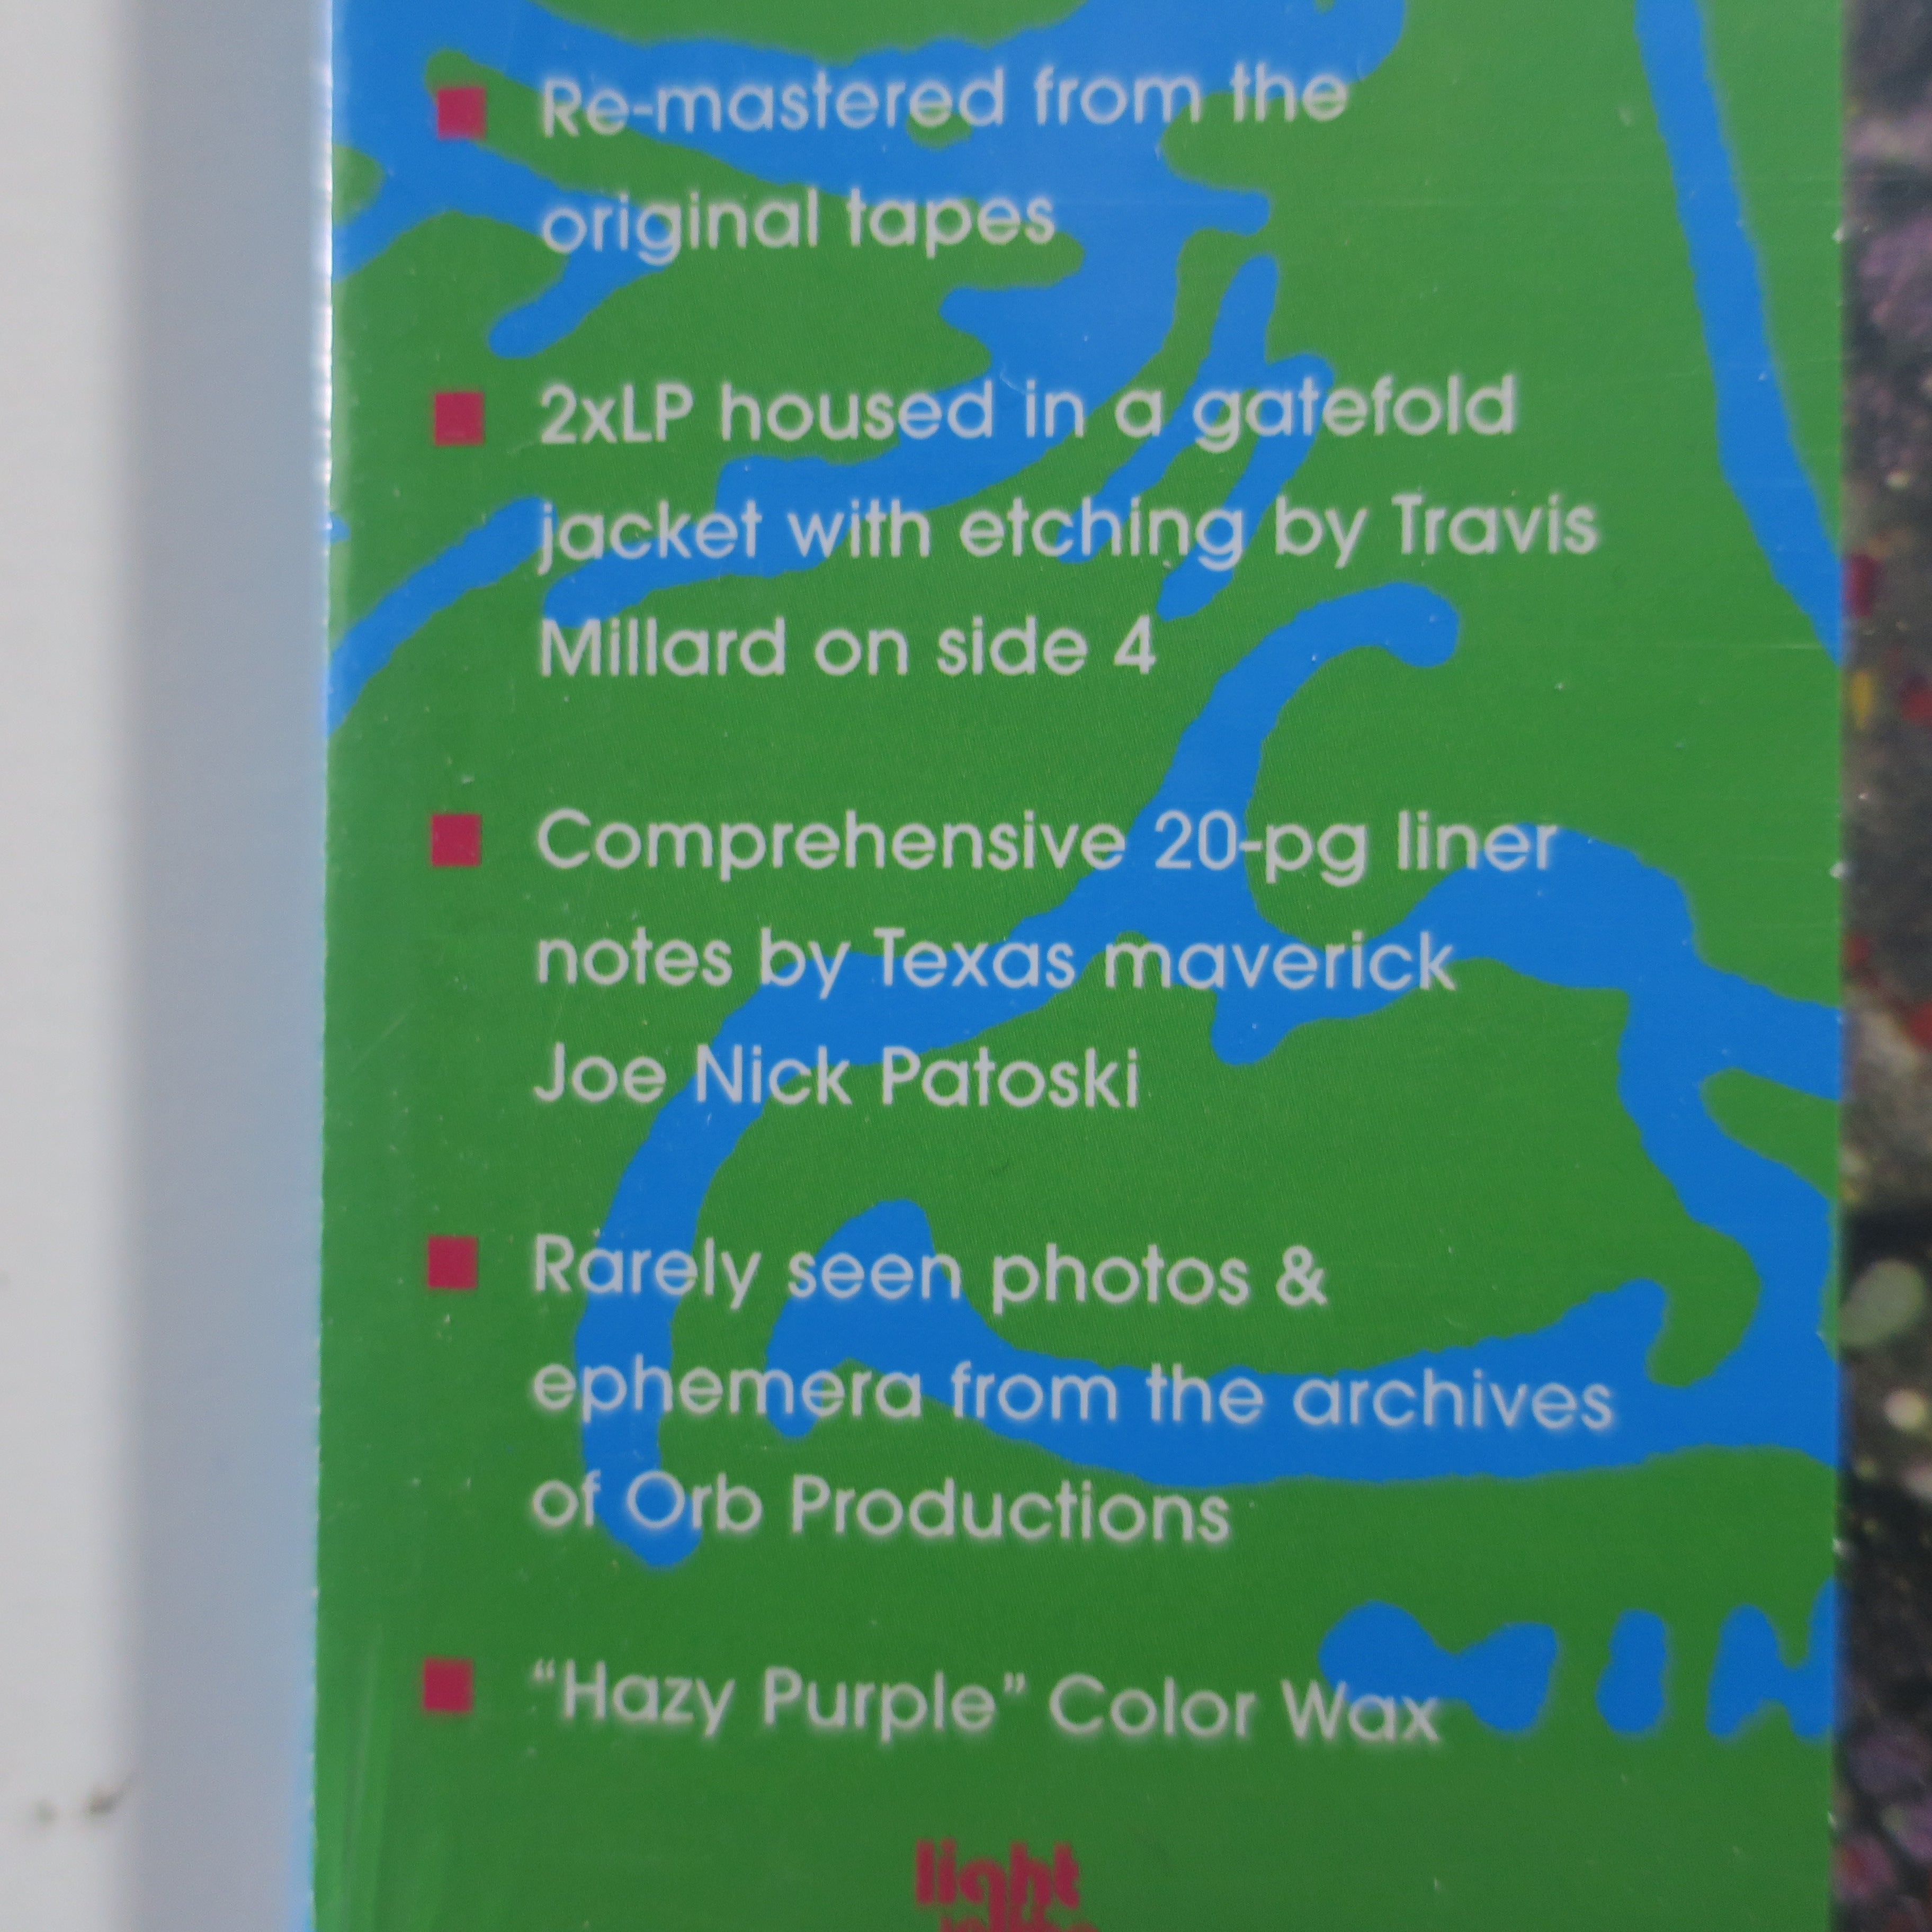 ■ Re-mastered from the
original tapes
■ 2xLP housed in a gatefold
jacket with etching by Travis
Millard on side 4
■ Comprehensive 20-pg liner
notes by Texas maverick
Joe Nick Patoski
■ Rarely seen photos &
ephemera from the archives
of Orb Productions
■ “Hazy Purple” Color Wax
light